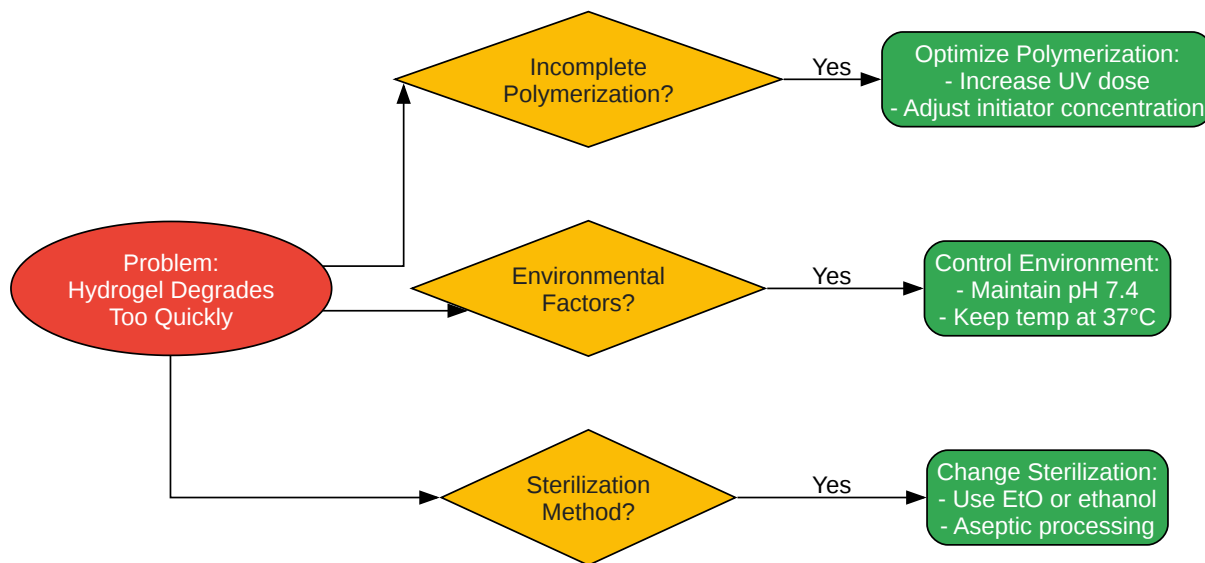 Problem:
Hydrogel Degrades
Too Quickly
Incomplete
Polymerization?
Yes
Optimize Polymerization:
- Increase UV dose
- Adjust initiator concentration
Environmental
Factors?
Yes
Control Environment:
- Maintain pH 7.4
- Keep temp at 37°C
Sterilization
Method?
Yes
Change Sterilization:
- Use EtO or ethanol
- Aseptic processing